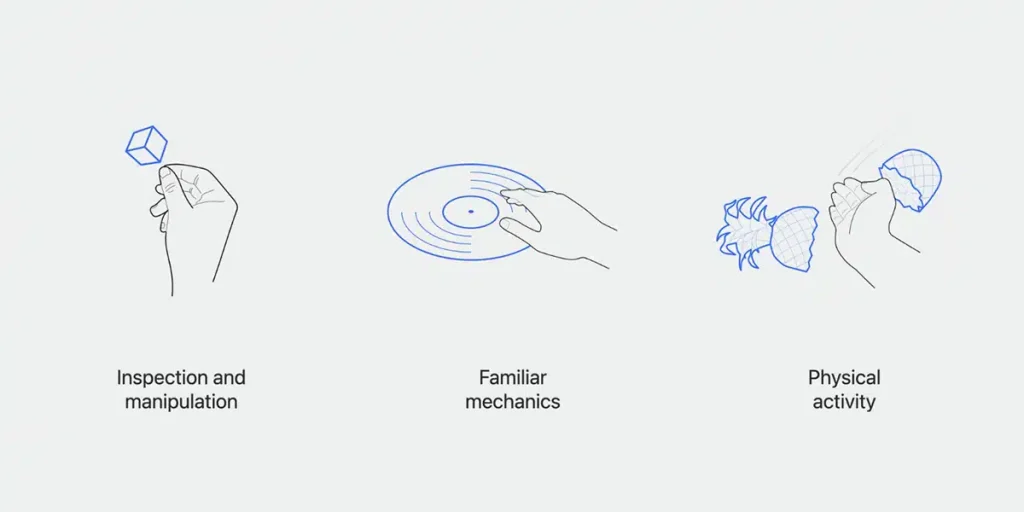 Inspection and
manipulation
Familiar
mechanics
Physical
activity